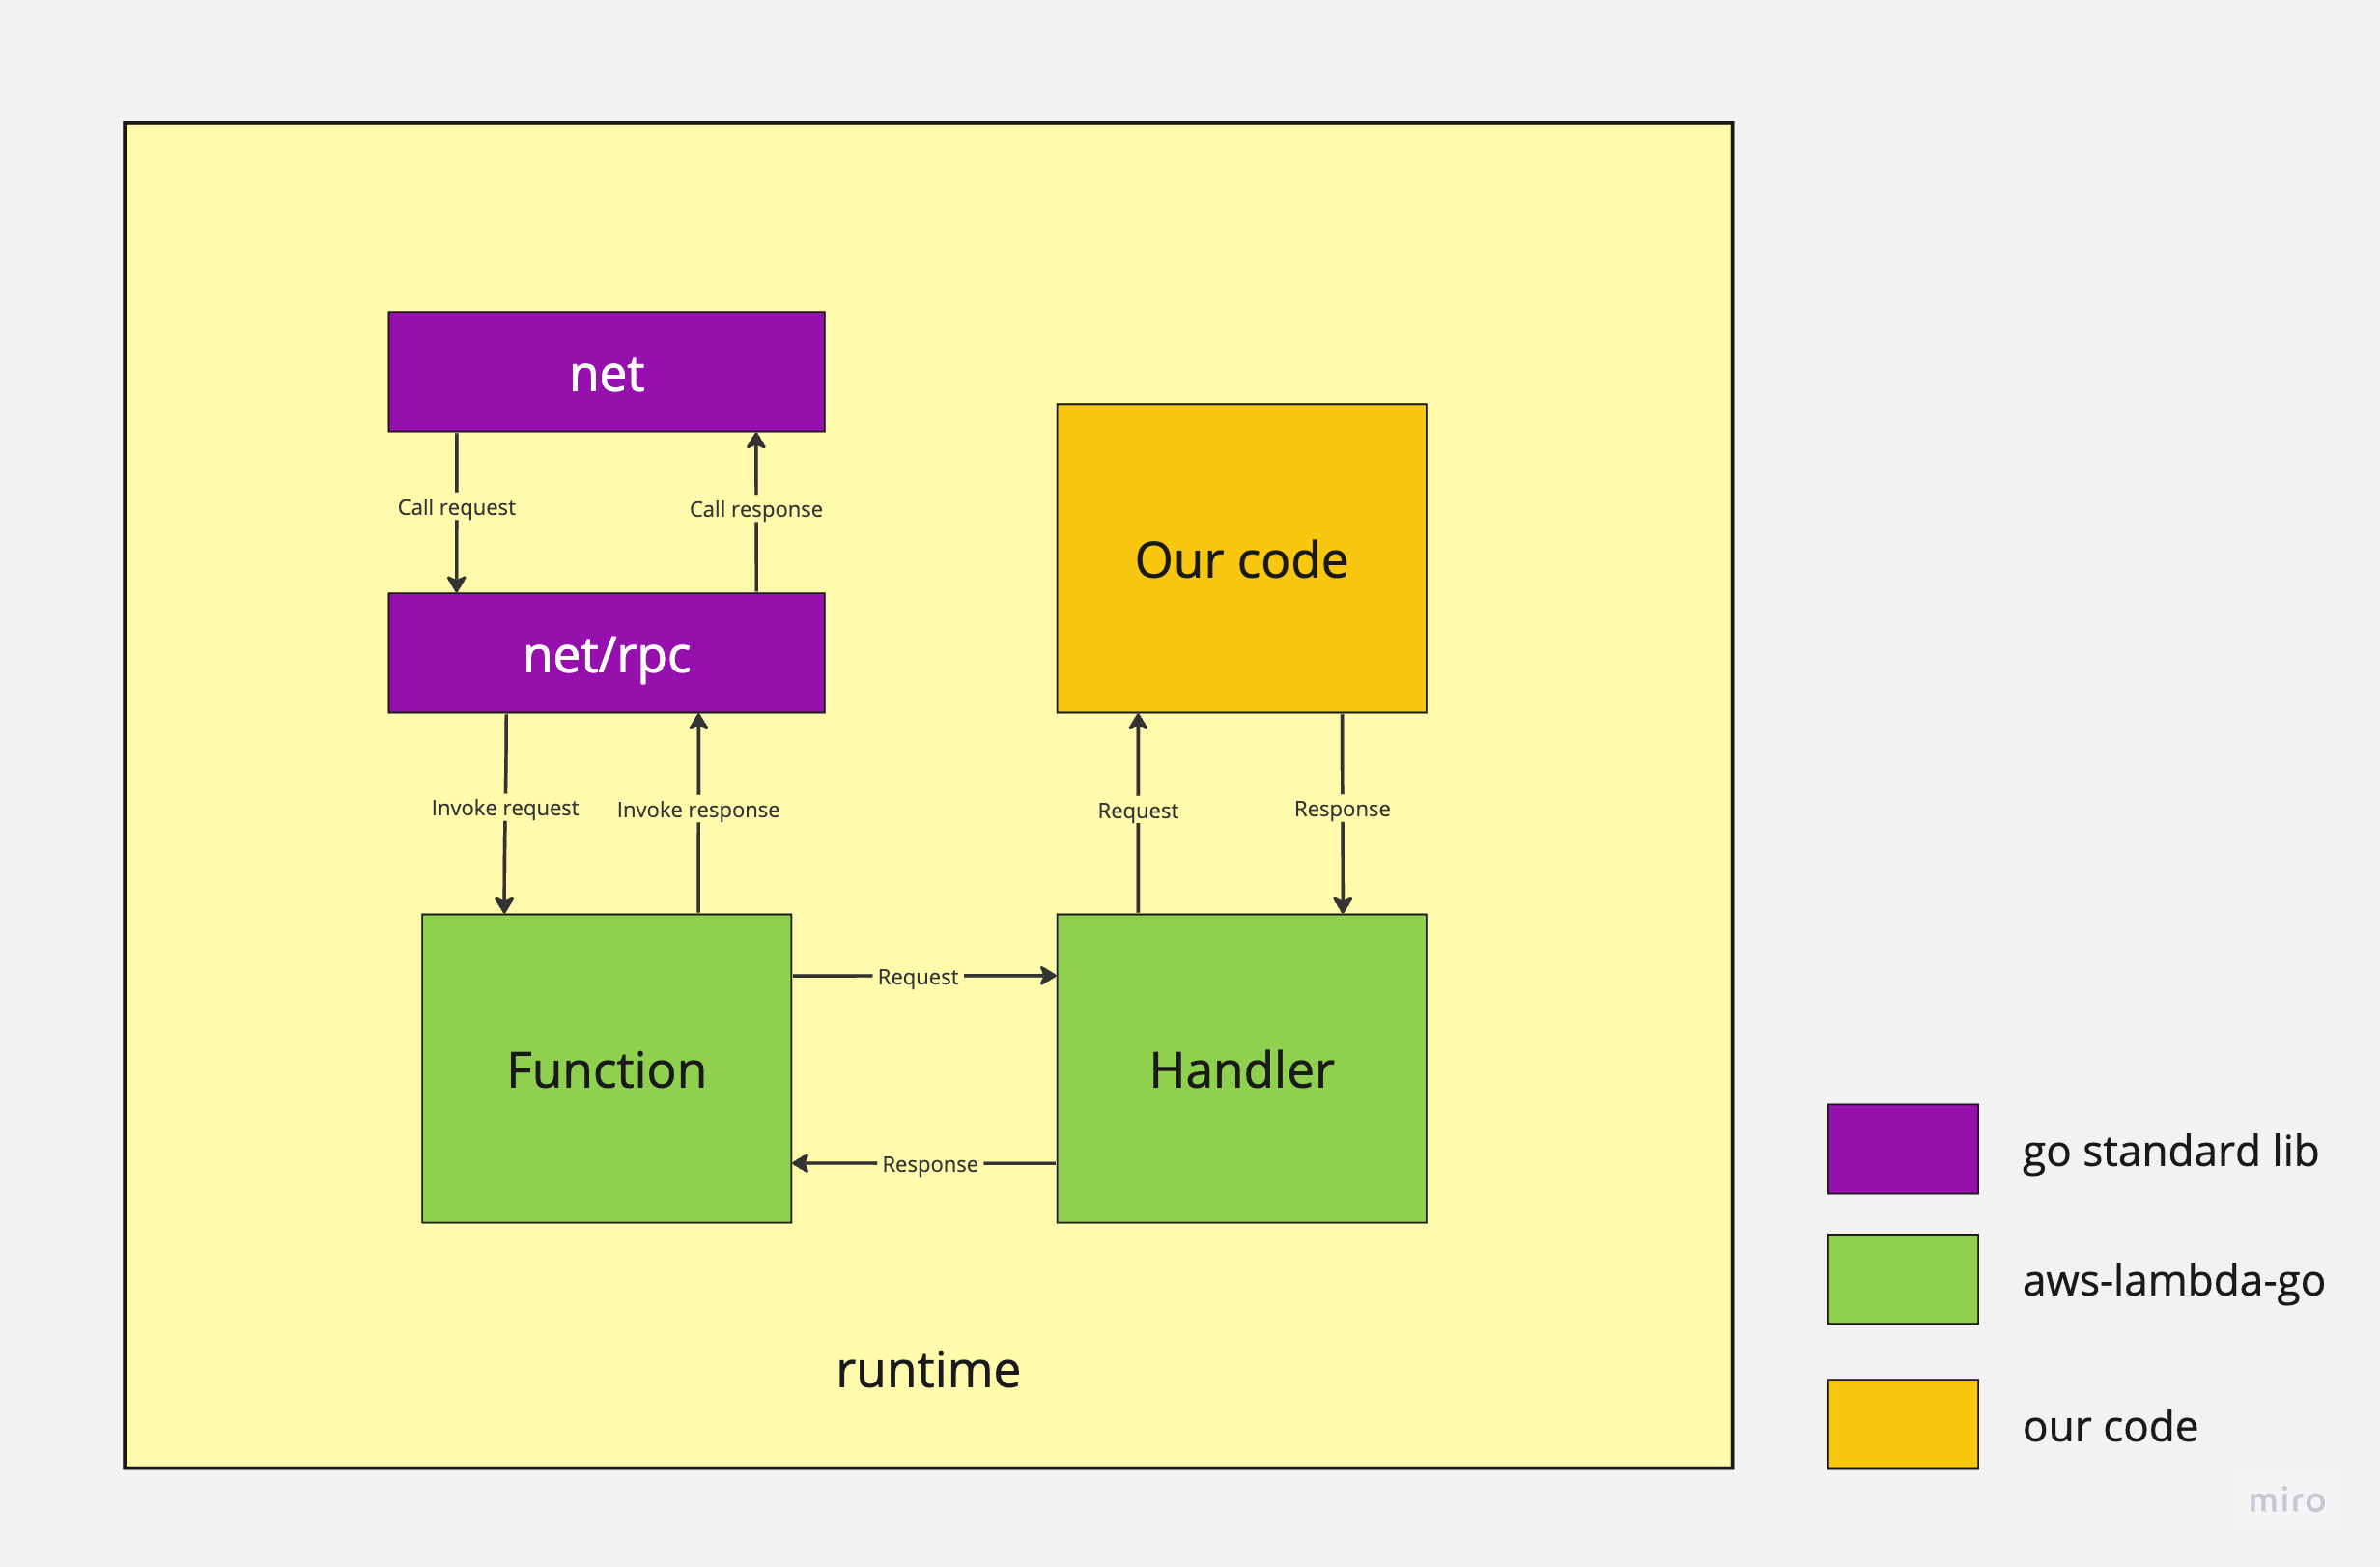 net
Call request
Call response
net/rpc
Our code
Invoke request
Invoke response
Request
Response
Function
Request
Response
Handler
runtime
go standard lib
aws-lambda-go
our code
miro